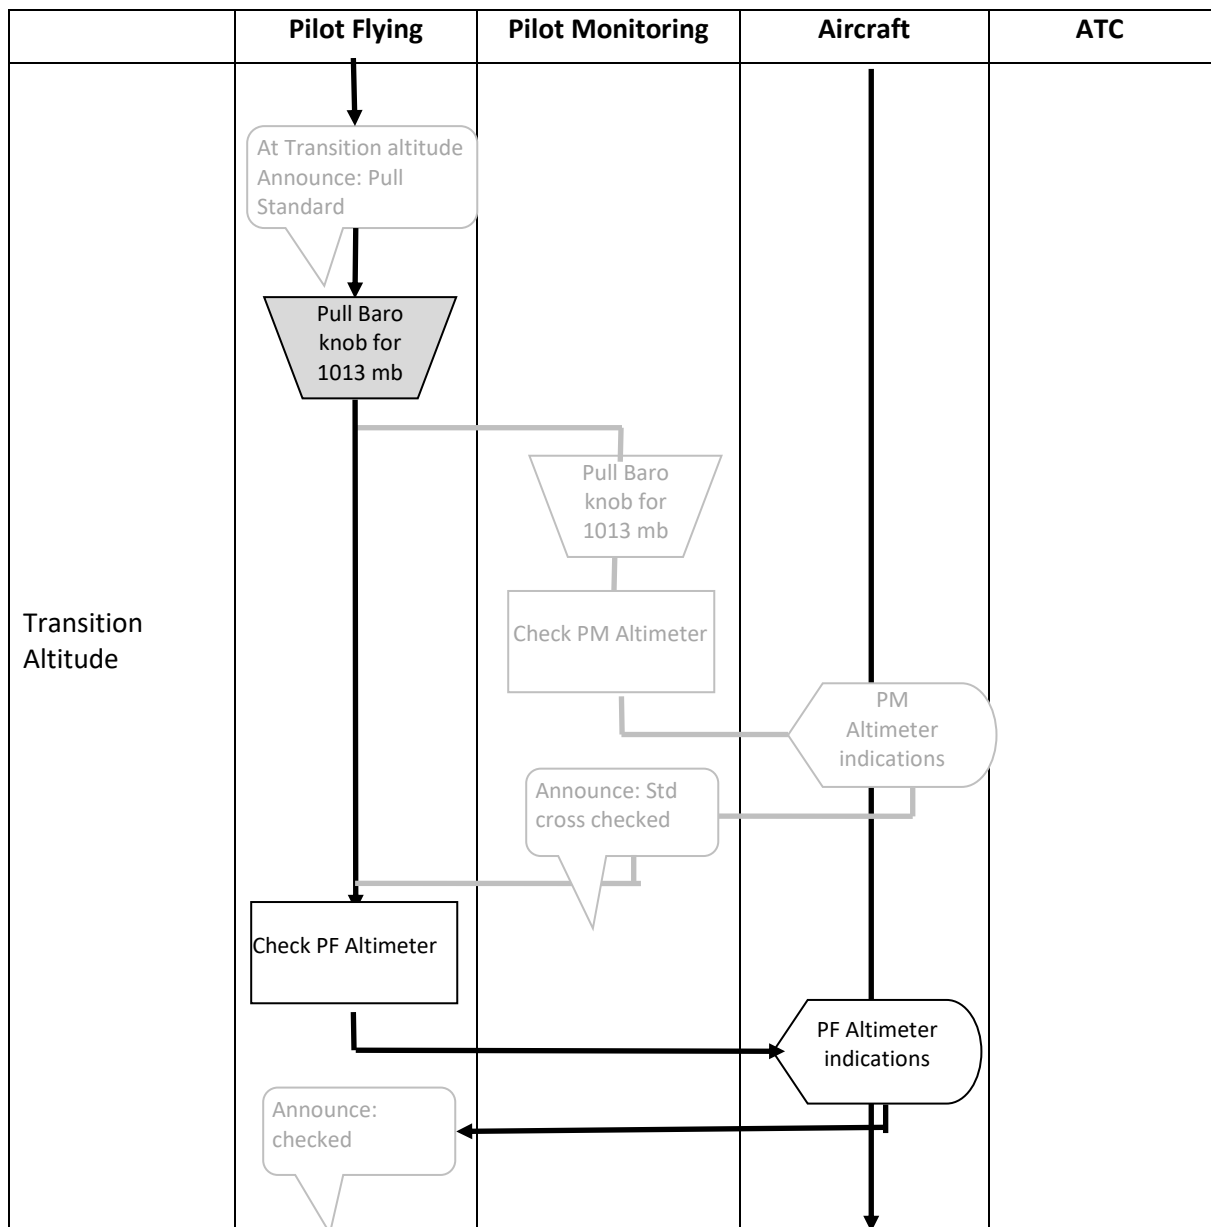 Pilot Flying
Pilot Monitoring
Aircraft
ATC
Transition
Altitude
At Transition altitude
Announce: Pull
Standard
Pull Baro
knob for
1013 mb
Pull Baro
knob for
1013 mb
Check PM Altimeter
PM
Altimeter
indications
Announce: Std
cross checked
Check PF Altimeter
PF Altimeter
indications
Announce:
checked